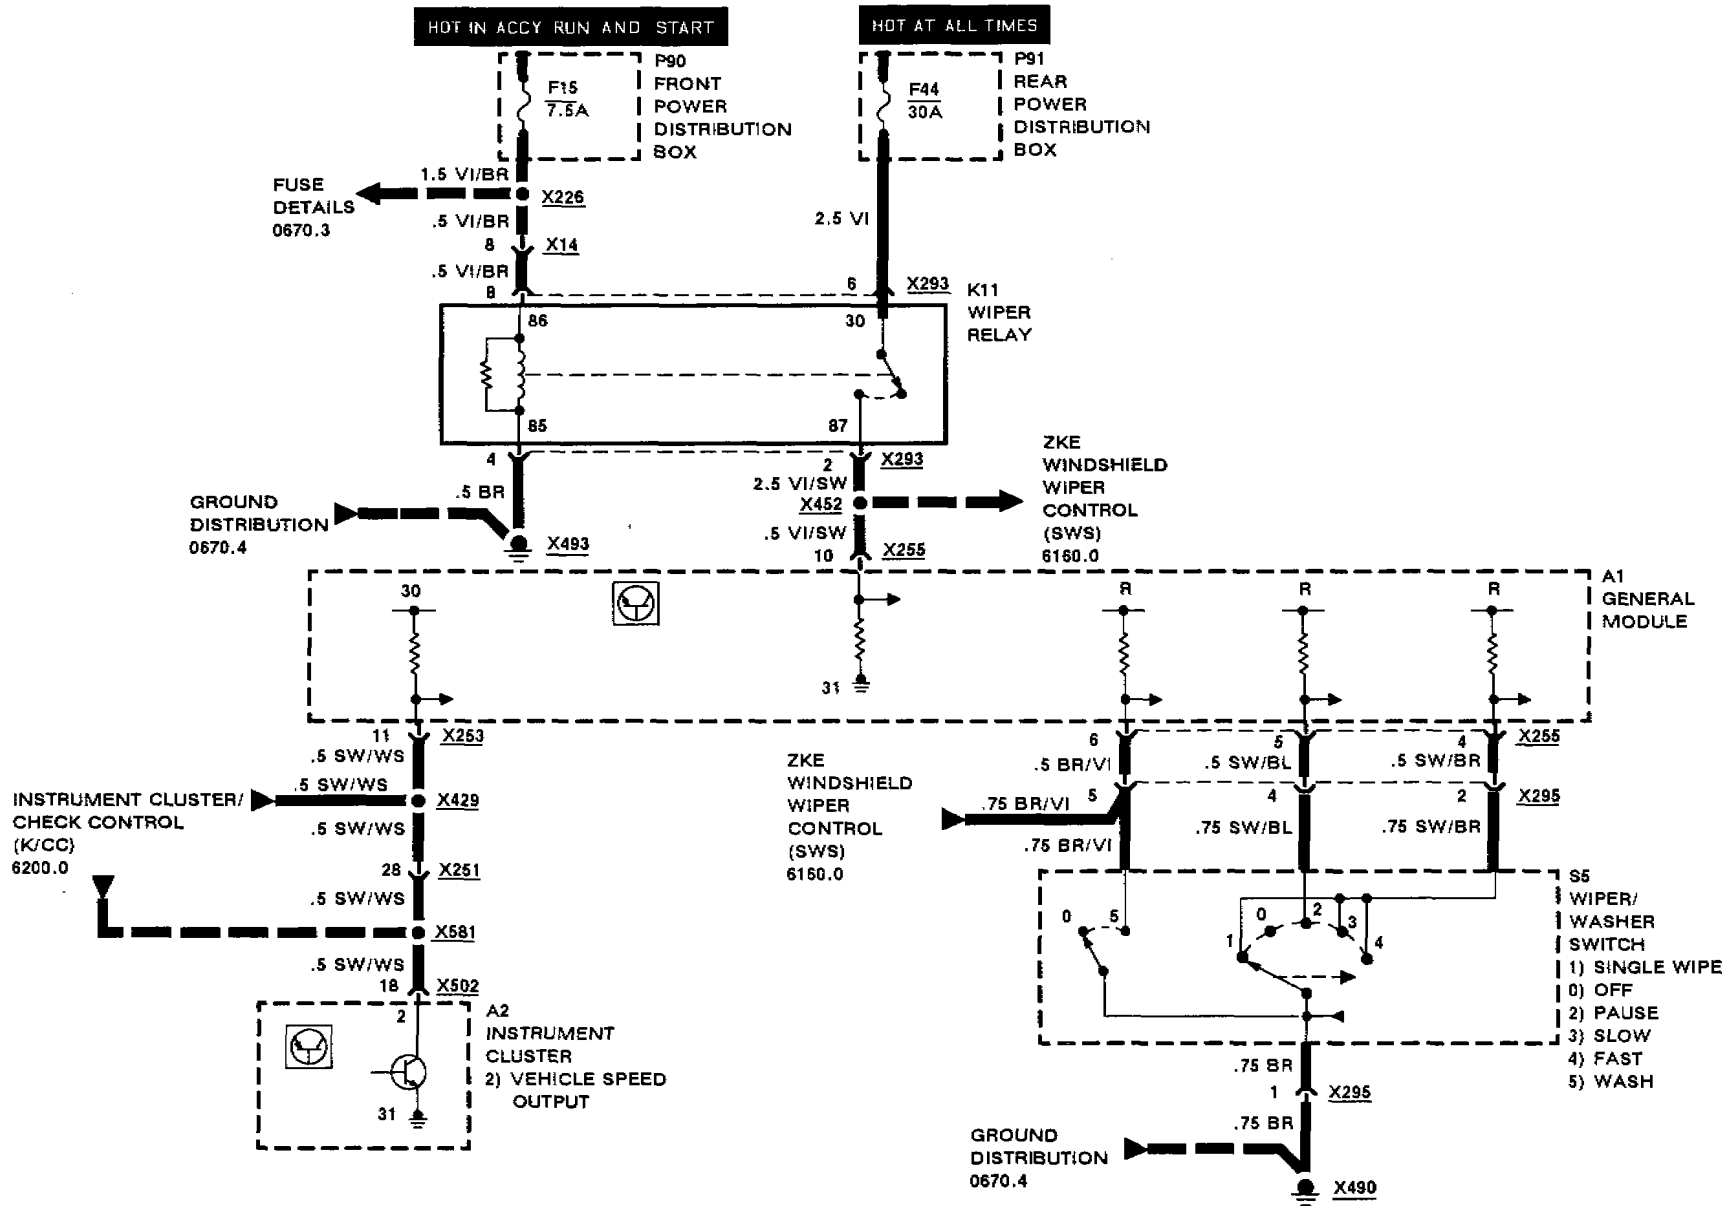 HOT IN ACCY RUN AND START
HOT AT ALL TIMES
F15
7.5A
P90
FRONT
POWER
DISTRIBUTION
BOX
F44
30A
P91
REAR
POWER
DISTRIBUTION
BOX
FUSE
DETAILS
0670.3
1.5 VI/BR
X226
.5 VI/BR
8
X14
.5 VI/BR
8
2.5 VI
6
X293
K11
WIPER
RELAY
86
30
85
87
4
2
X293
.5 BR
GROUND
DISTRIBUTION
0670.4
X493
2.5 VI/SW
X452
.5 VI/SW
10
X255
ZKE
WINDSHIELD
WIPER
CONTROL
(SWS)
6160.0
30
31
R
R
R
A1
GENERAL
MODULE
11
X253
.5 SW/WS
.5 SW/WS
INSTRUMENT CLUSTER/
CHECK CONTROL
(K/CC)
6200.0
X429
.5 SW/WS
28
X251
.5 SW/WS
X581
.5 SW/WS
18
X502
2
31
A2
INSTRUMENT
CLUSTER
2) VEHICLE SPEED
OUTPUT
ZKE
WINDSHIELD
WIPER
CONTROL
(SWS)
6160.0
6
5
4
X255
.5 BR/VI
.5 SW/BL
.5 SW/BR
5
4
2
X295
.75 BR/VI
.75 BR/VI
.75 SW/BL
.75 SW/BR
0
5
1
0
2
3
4
S5
WIPER/
WASHER
SWITCH
1) SINGLE WIPE
0) OFF
2) PAUSE
3) SLOW
4) FAST
5) WASH
.75 BR
1
X295
.75 BR
GROUND
DISTRIBUTION
0670.4
X490